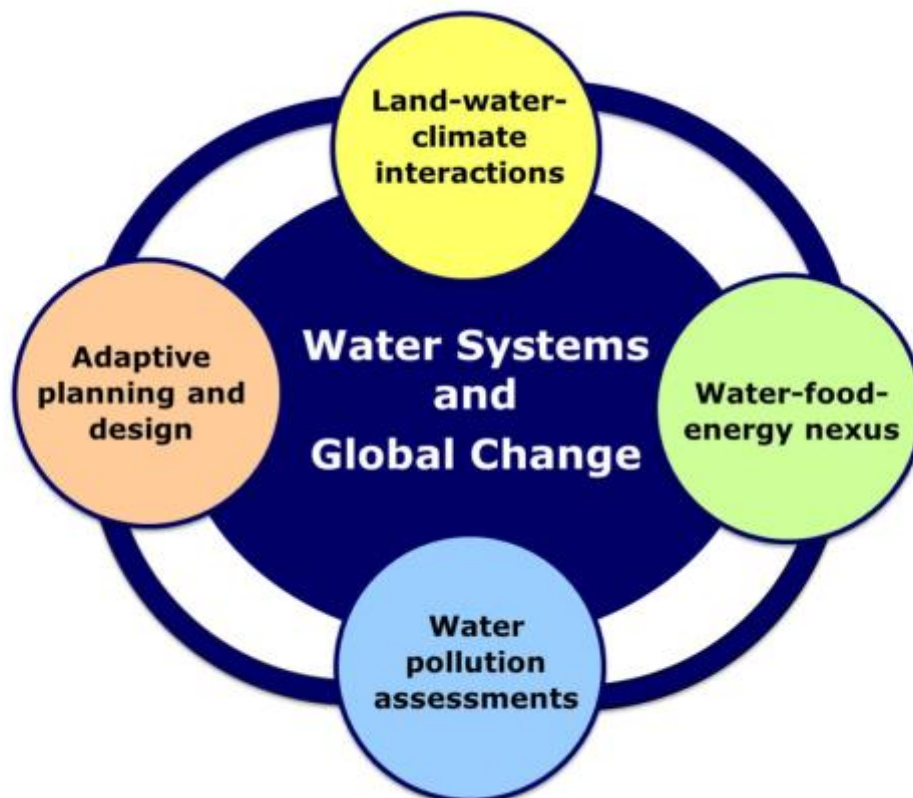 Land-water-
climate
interactions
Adaptive
planning and
design
Water Systems
and
Global Change
Water-food-
energy nexus
Water
pollution
assessments